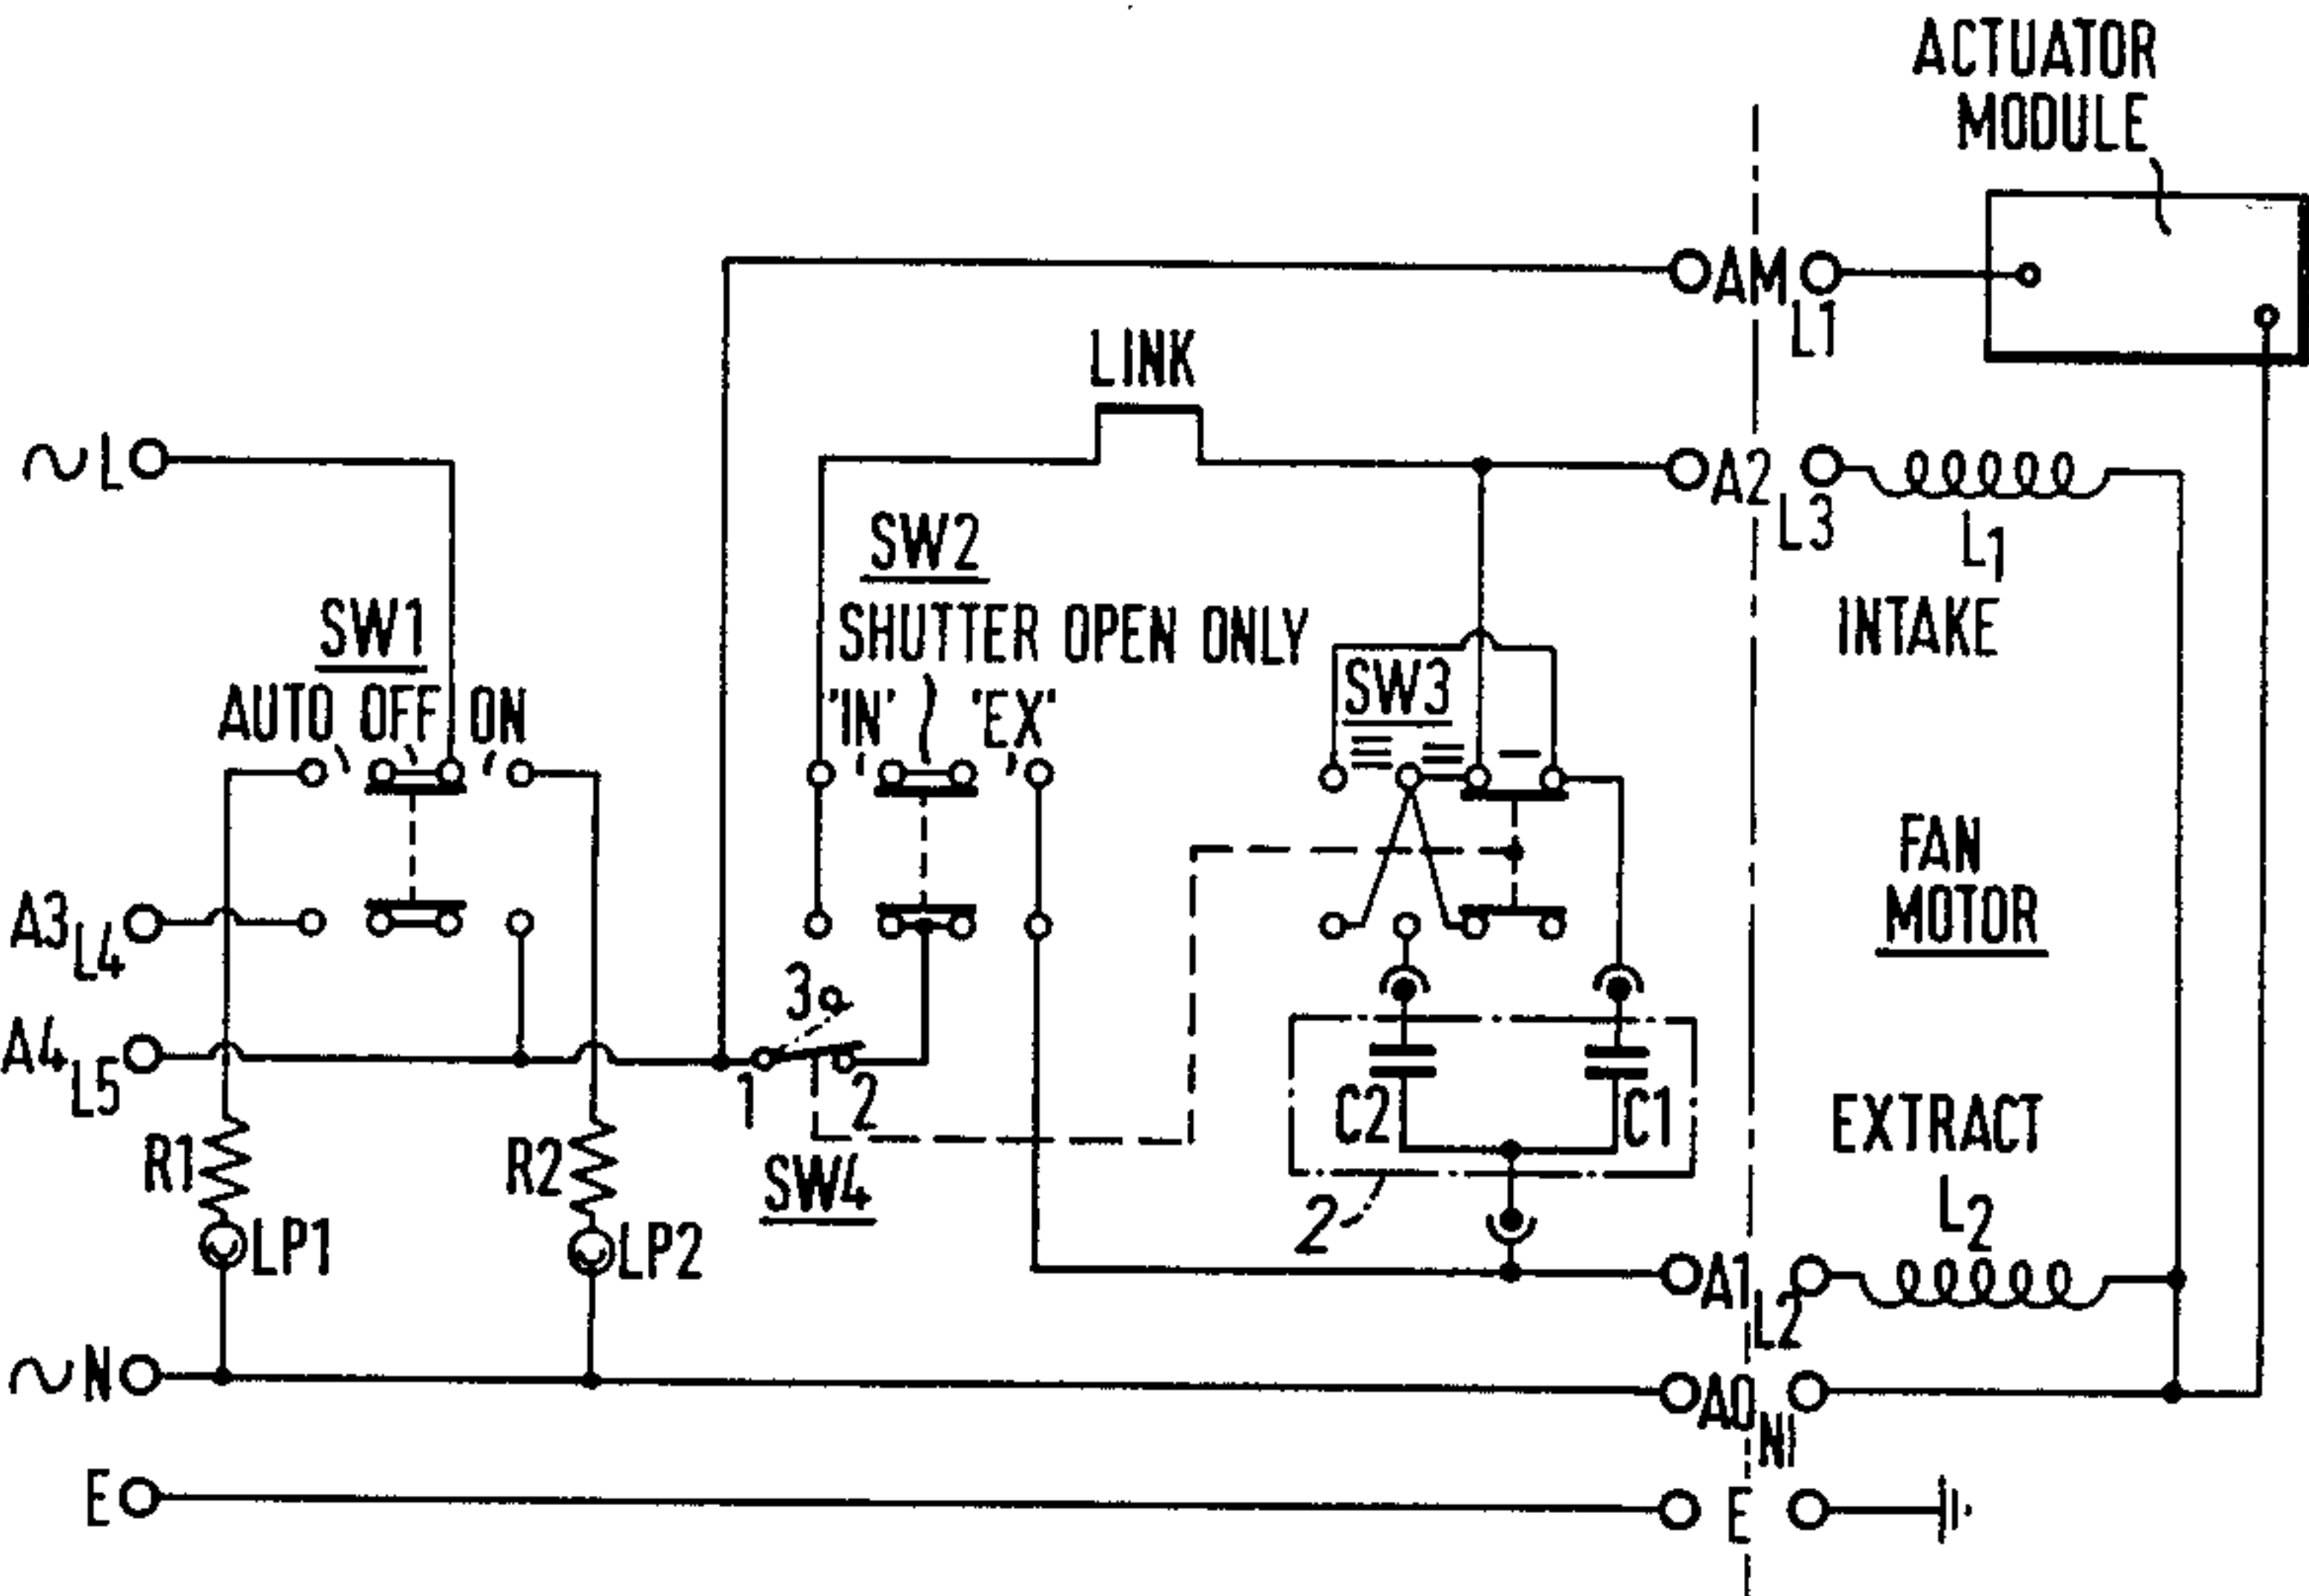 ACTUATOR
MODULE
AM
L1
LINK
∿L
A2
L3
L1
INTAKE
SW2
SHUTTER OPEN ONLY
'IN'
'EX'
SW1
AUTO
OFF
ON
SW3
FAN
MOTOR
A3
L4
A4
L5
3
1
2
SW4
R1
R2
LP1
LP2
C2
C1
2
EXTRACT
L2
A1
L2
∿N
A0
N1
E
E